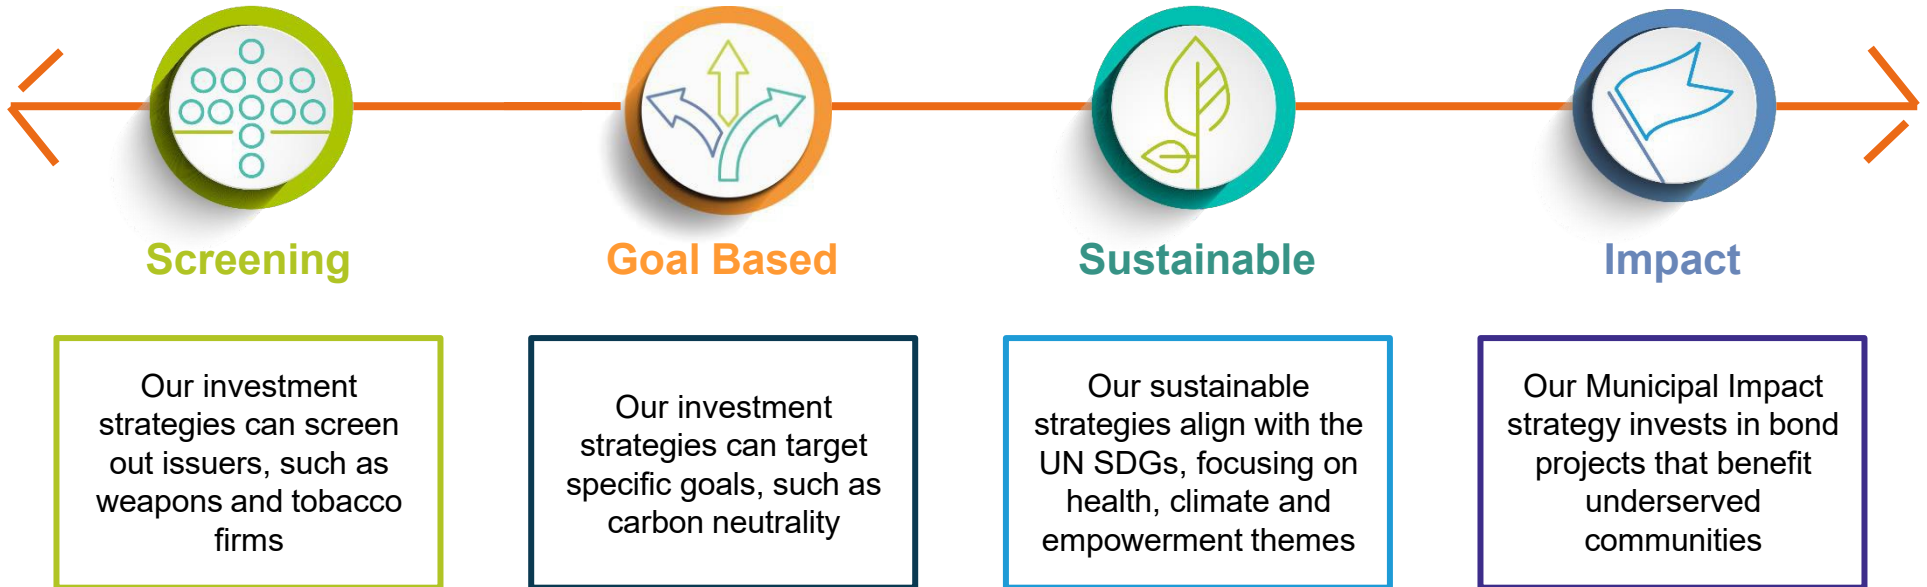 Screening
Goal Based
Sustainable
Impact
Our investment
strategies can screen
out issuers, such as
weapons and tobacco
firms
Our investment
strategies can target
specific goals, such as
carbon neutrality
Our sustainable
strategies align with the
UN SDGs, focusing on
health, climate and
empowerment themes
Our Municipal Impact
strategy invests in bond
projects that benefit
underserved
communities